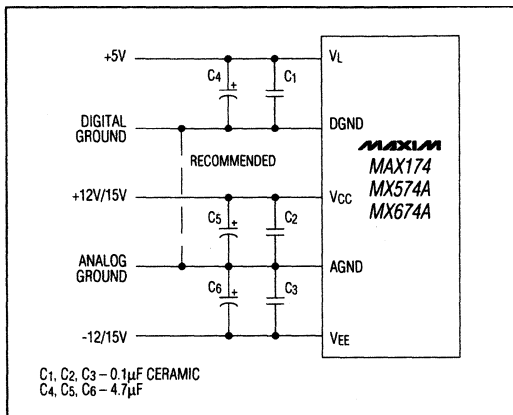 +5V
C4 +
C1
VL
DIGITAL GROUND
DGND
RECOMMENDED
MAXIM
MAX174
MX574A
MX674A
+12V/15V
VCC
C5 +
C2
ANALOG GROUND
AGND
C6 +
C3
-12/15V
VEE
C1, C2, C3 – 0.1µF CERAMIC
C4, C5, C6 – 4.7µF